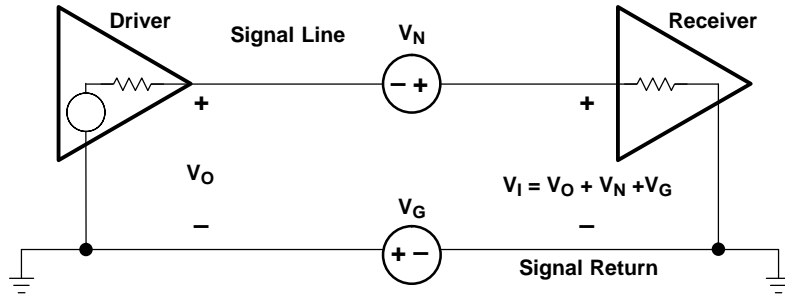 Driver
Receiver
Signal Line
V_N
– +
+
+
V_O
V_I = V_O + V_N +V_G
–
V_G
–
+ –
Signal Return